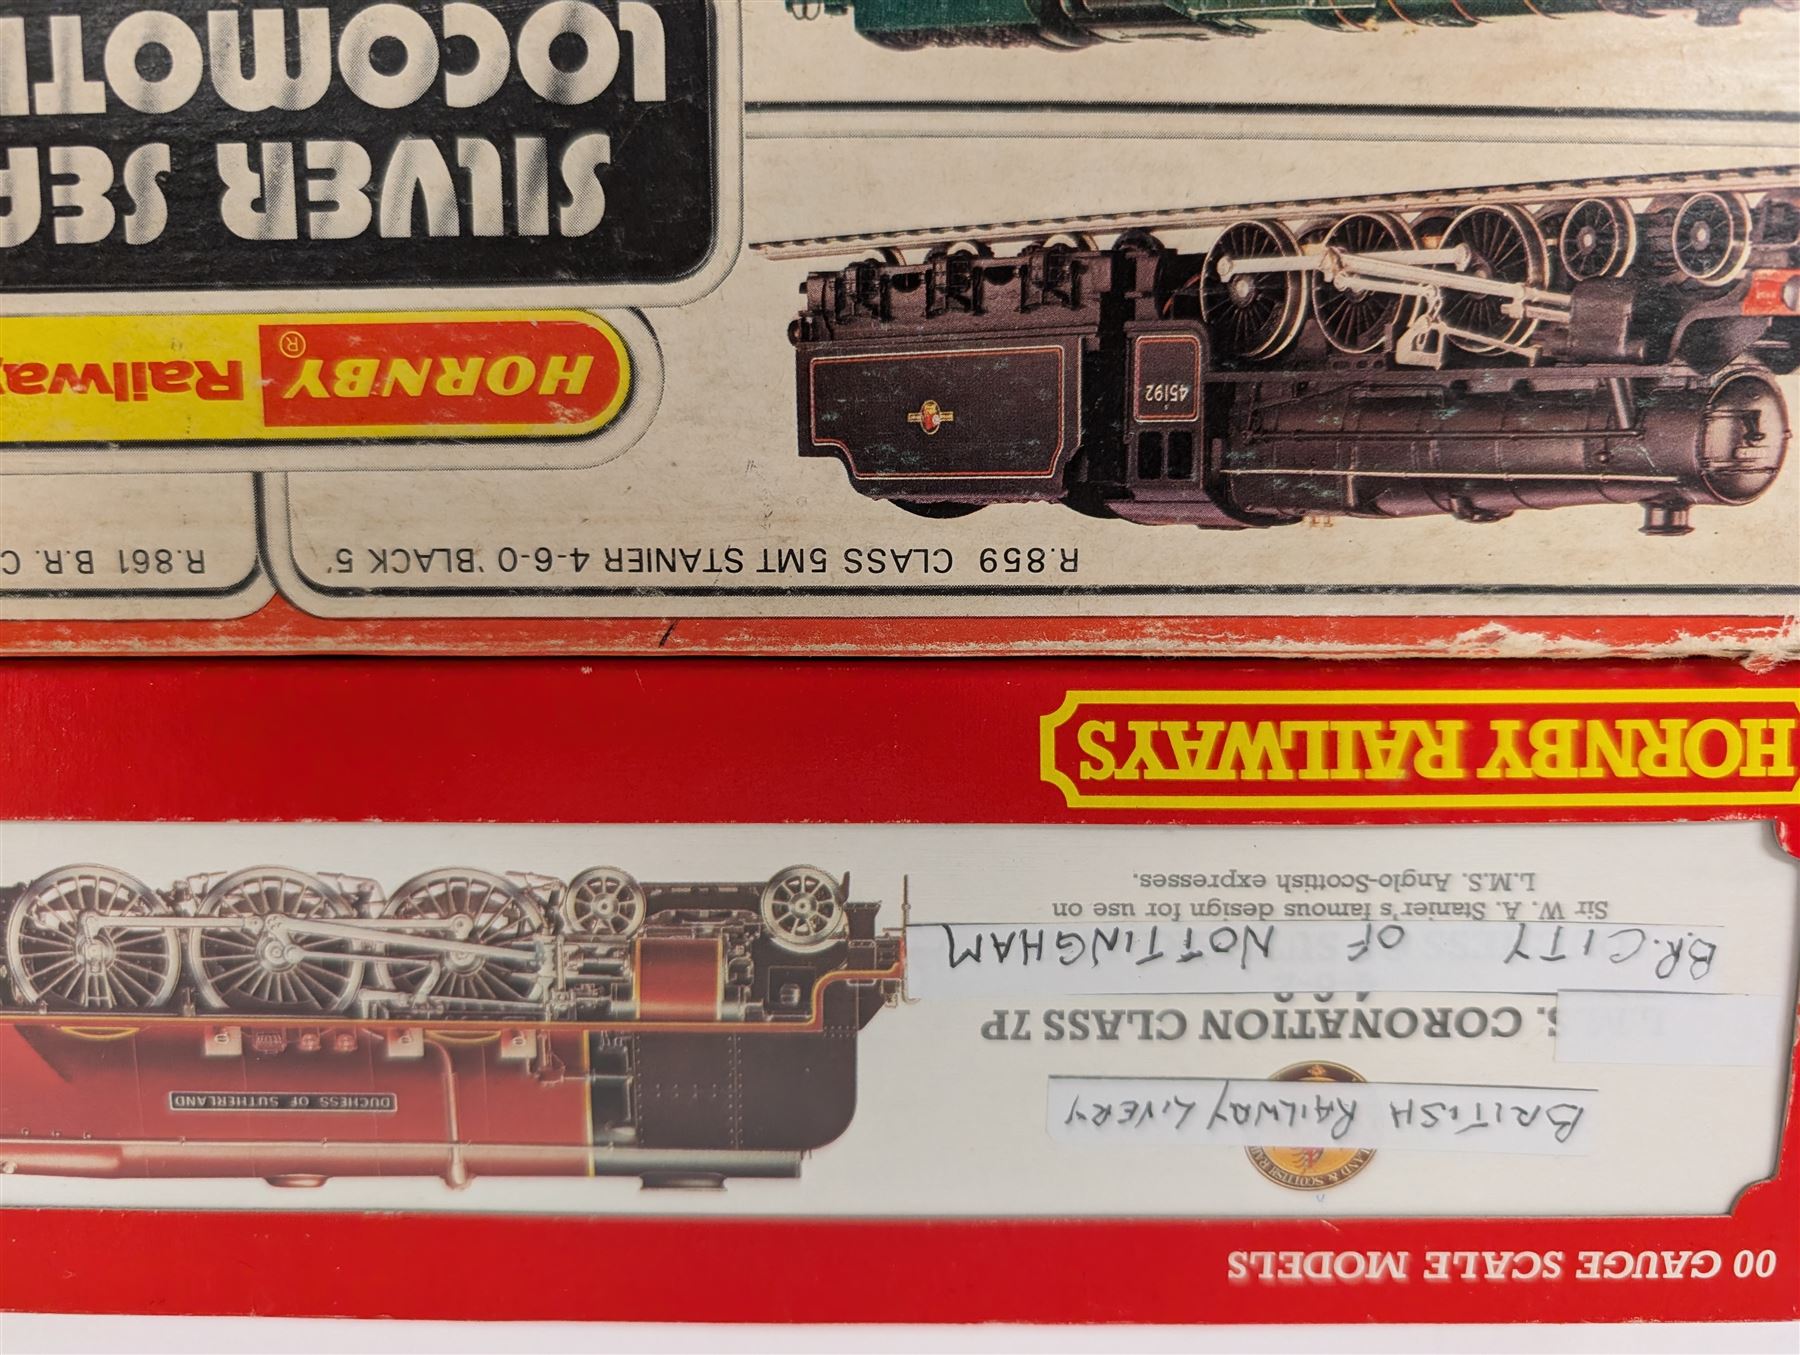 00 GAUGE SCALE MODELS
BRITISH RAILWAY LIVERY
DUCHESS OF SUTHERLAND
S. CORONATION CLASS 7P
B.R. CITY OF NOTTINGHAM
Sir W. A. Stanier's famous design for use on
L.M.S. Anglo-Scottish expresses.
HORNBY RAILWAYS
R.859 CLASS 5MT STANIER 4-6-0 'BLACK 5'
R.861 B.R. C
45192
HORNBY ®
Railway
SILVER SE
LOCOMOTI